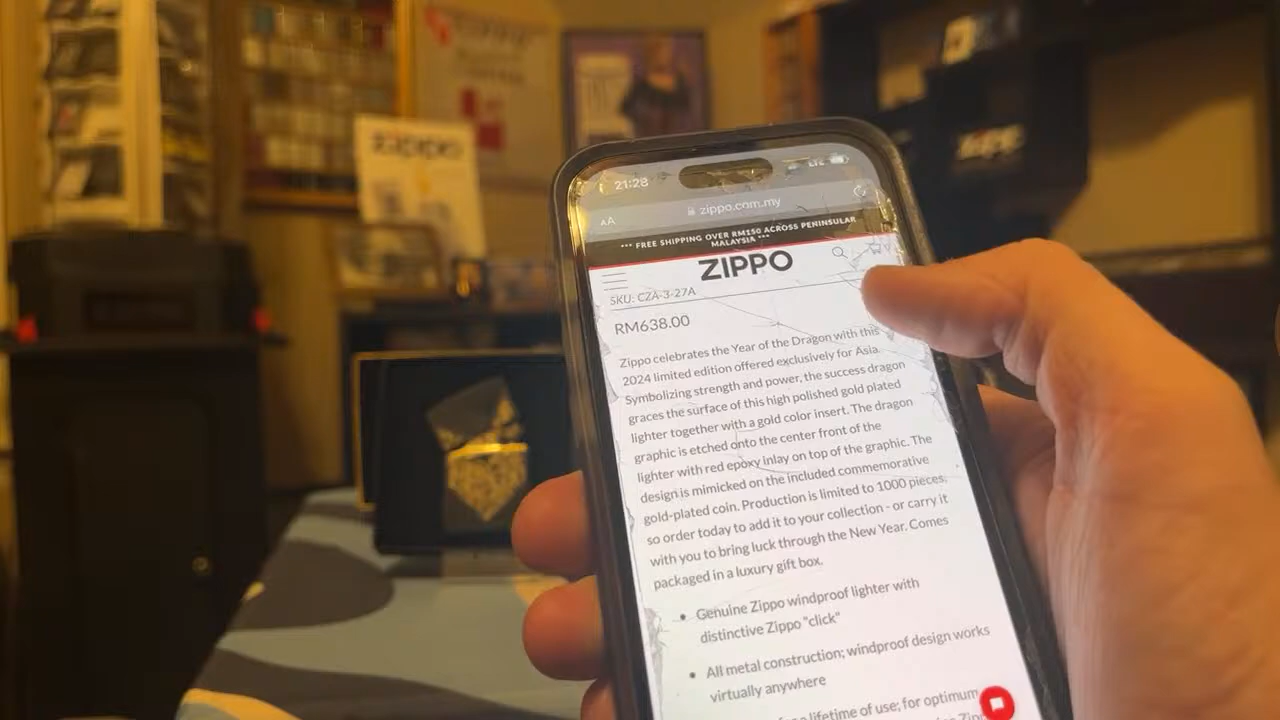 zippo
21:28
LTE
AA
zippo.com.my
*** FREE SHIPPING OVER RM150 ACROSS PENINSULAR
MALAYSIA ***
ZIPPO
SKU: CZA-3-27A
RM638.00
Zippo celebrates the Year of the Dragon with this
2024 limited edition offered exclusively for Asia.
Symbolizing strength and power, the success dragon
graces the surface of this high polished gold plated
lighter together with a gold color insert. The dragon
graphic is etched onto the center front of the
lighter with red epoxy inlay on top of the graphic. The
design is mimicked on the included commemorative
gold-plated coin. Production is limited to 1000 pieces,
so order today to add it to your collection - or carry it
with you to bring luck through the New Year. Comes
packaged in a luxury gift box.
• Genuine Zippo windproof lighter with
distinctive Zippo "click"
• All metal construction; windproof design works
virtually anywhere
lifetime of use; for optimum
zippo